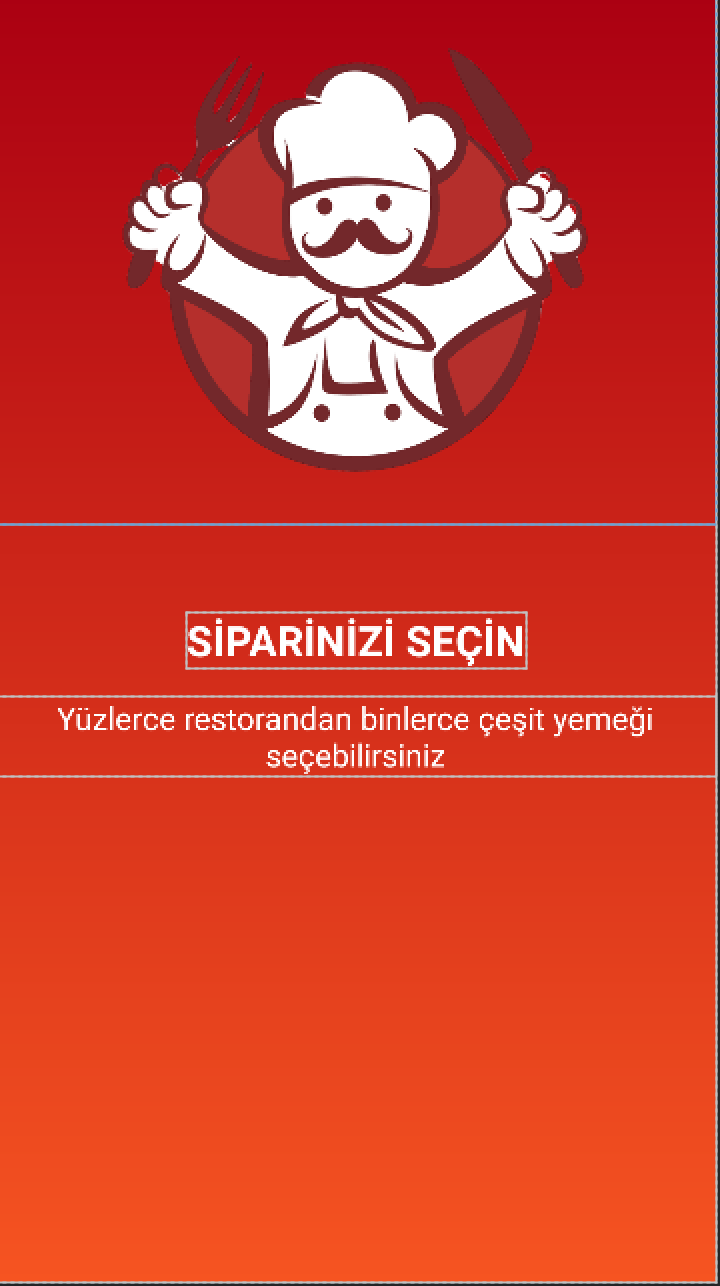 SİPARİNİZİ SEÇİN
Yüzlerce restorandan binlerce çeşit yemeği
seçebilirsiniz